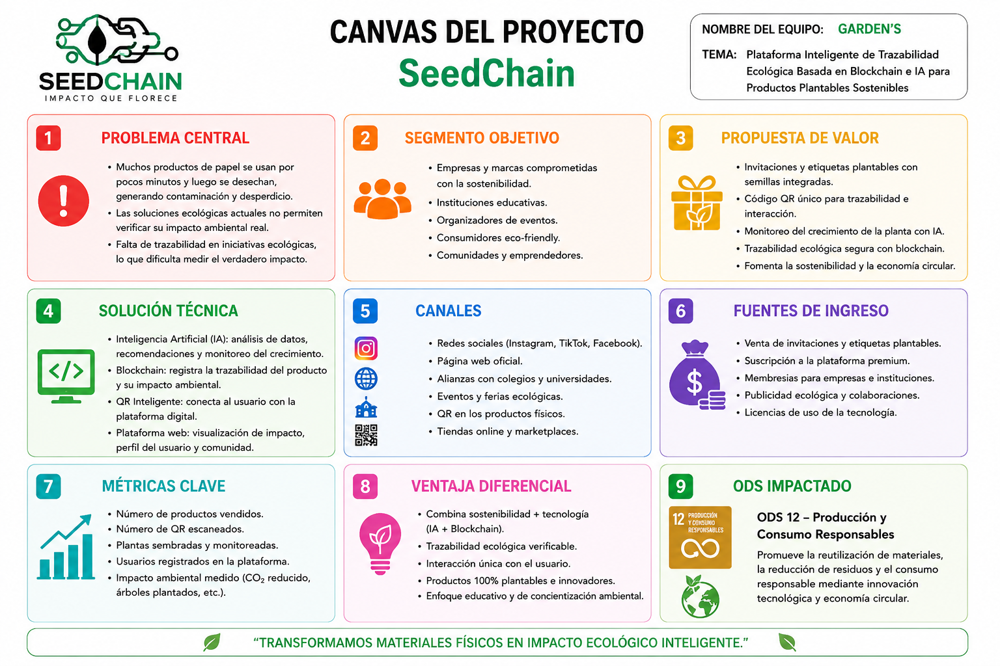 SEEDCHAIN
IMPACTO QUE FLORECE
CANVAS DEL PROYECTO
SeedChain
NOMBRE DEL EQUIPO: GARDEN'S
TEMA: Plataforma Inteligente de Trazabilidad
Ecológica Basada en Blockchain e IA para
Productos Plantables Sostenibles
1 PROBLEMA CENTRAL
• Muchos productos de papel se usan por
pocos minutos y luego se desechan,
generando contaminación y desperdicio.
• Las soluciones ecológicas actuales no permiten
verificar su impacto ambiental real.
• Falta de trazabilidad en iniciativas ecológicas,
lo que dificulta medir el verdadero impacto.
2 SEGMENTO OBJETIVO
• Empresas y marcas comprometidas
con la sostenibilidad.
• Instituciones educativas.
• Organizadores de eventos.
• Consumidores eco-friendly.
• Comunidades y emprendedores.
3 PROPUESTA DE VALOR
• Invitaciones y etiquetas plantables con
semillas integradas.
• Código QR único para trazabilidad e
interacción.
• Monitoreo del crecimiento de la planta con IA.
• Trazabilidad ecológica segura con blockchain.
• Fomenta la sostenibilidad y la economía circular.
4 SOLUCIÓN TÉCNICA
</>
• Inteligencia Artificial (IA): análisis de datos,
recomendaciones y monitoreo del crecimiento.
• Blockchain: registra la trazabilidad del producto
y su impacto ambiental.
• QR Inteligente: conecta al usuario con la
plataforma digital.
• Plataforma web: visualización de impacto,
perfil del usuario y comunidad.
5 CANALES
• Redes sociales (Instagram, TikTok, Facebook).
• Página web oficial.
• Alianzas con colegios y universidades.
• Eventos y ferias ecológicas.
• QR en los productos físicos.
• Tiendas online y marketplaces.
6 FUENTES DE INGRESO
$
• Venta de invitaciones y etiquetas plantables.
• Suscripción a la plataforma premium.
• Membresias para empresas e instituciones.
• Publicidad ecológica y colaboraciones.
• Licencias de uso de la tecnología.
7 MÉTRICAS CLAVE
• Número de productos vendidos.
• Número de QR escaneados.
• Plantas sembradas y monitoreadas.
• Usuarios registrados en la plataforma.
• Impacto ambiental medido (CO₂ reducido,
árboles plantados, etc.).
8 VENTAJA DIFERENCIAL
• Combina sostenibilidad + tecnología
(IA + Blockchain).
• Trazabilidad ecológica verificable.
• Interacción única con el usuario.
• Productos 100% plantables e innovadores.
• Enfoque educativo y de concientización ambiental.
9 ODS IMPACTADO
12 PRODUCCIÓN
Y CONSUMO
RESPONSABLES
ODS 12 – Producción y
Consumo Responsables
Promueve la reutilización de materiales,
la reducción de residuos y el consumo
responsable mediante innovación
tecnológica y economía circular.
“TRANSFORMAMOS MATERIALES FÍSICOS EN IMPACTO ECOLÓGICO INTELIGENTE.”